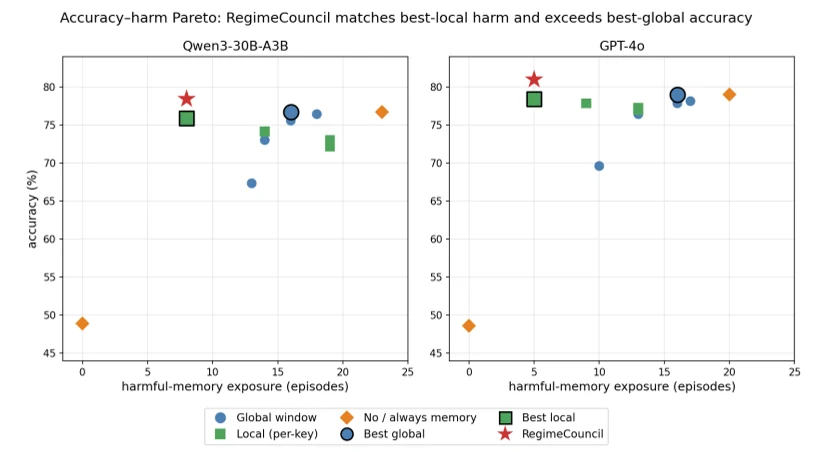 Accuracy–harm Pareto: RegimeCouncil matches best-local harm and exceeds best-global accuracy
Qwen3-30B-A3B
GPT-4o
accuracy (%)
80
75
70
65
60
55
50
45
0 5 10 15 20 25
harmful-memory exposure (episodes)
80
75
70
65
60
55
50
45
0 5 10 15 20 25
harmful-memory exposure (episodes)
Global window
Local (per-key)
No / always memory
Best global
Best local
RegimeCouncil